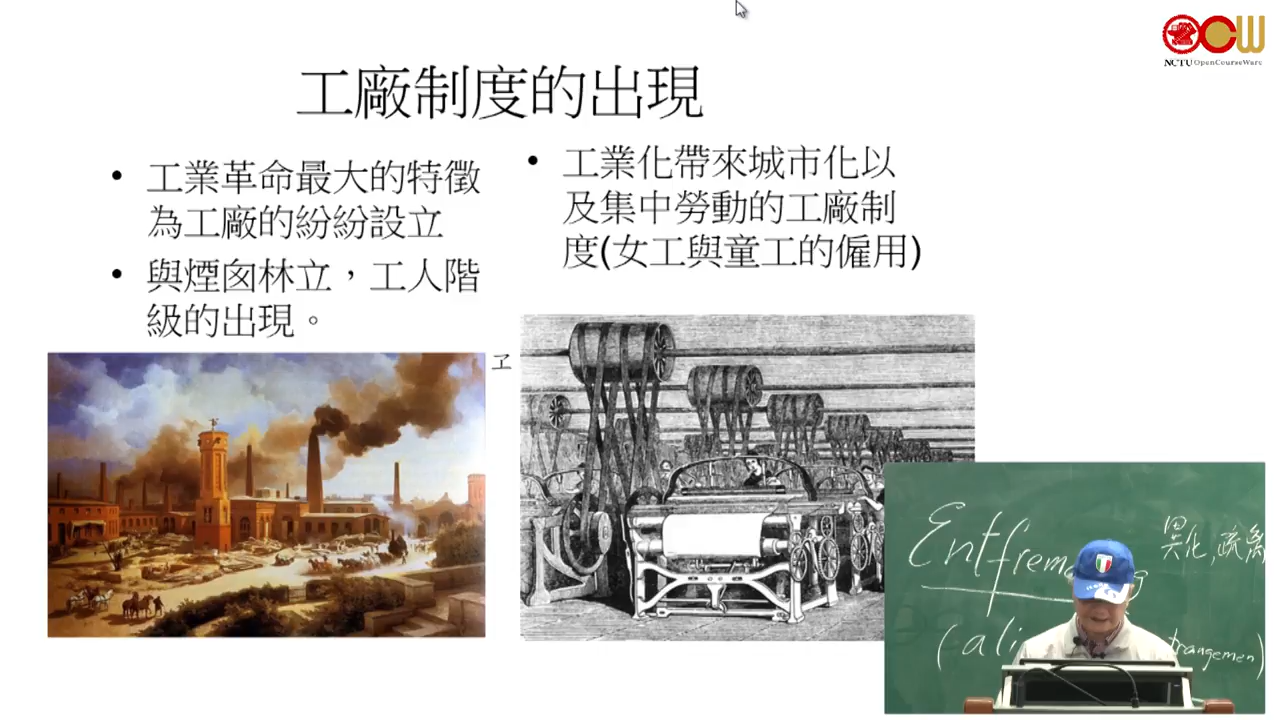 工廠制度的出現
• 工業革命最大的特徵
為工廠的紛紛設立
• 與煙囪林立，工人階
級的出現。
• 工業化帶來城市化以
及集中勞動的工廠制
度(女工與童工的僱用)
NCTU OpenCourseWare
異化,疏離
Entfrem
(ali
trangemen)